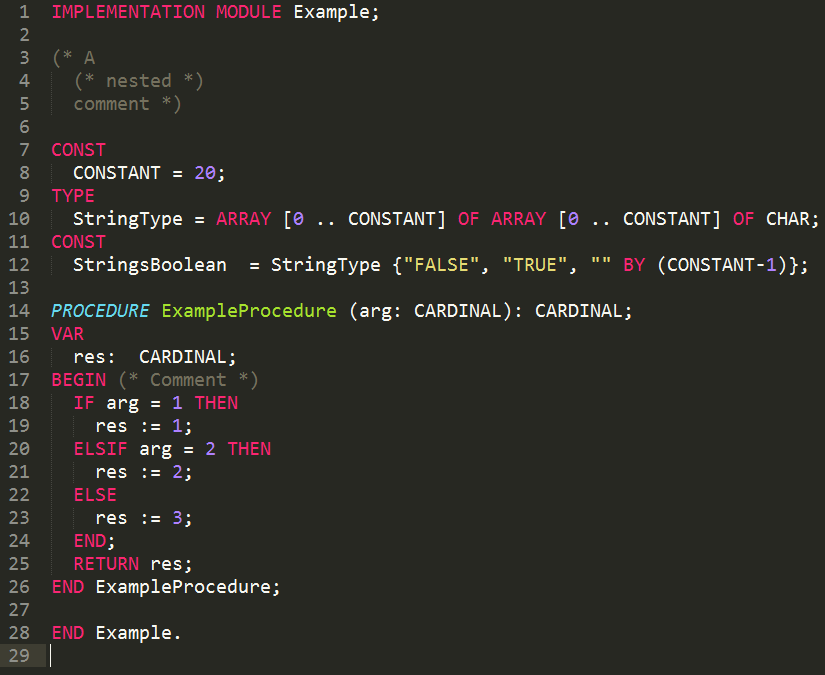 1 IMPLEMENTATION MODULE Example;
2
3 (* A
4   (* nested *)
5   comment *)
6
7 CONST
8   CONSTANT = 20;
9 TYPE
10   StringType = ARRAY [0 .. CONSTANT] OF ARRAY [0 .. CONSTANT] OF CHAR;
11 CONST
12   StringsBoolean  = StringType {"FALSE", "TRUE", "" BY (CONSTANT-1)};
13
14 PROCEDURE ExampleProcedure (arg: CARDINAL): CARDINAL;
15 VAR
16   res:  CARDINAL;
17 BEGIN (* Comment *)
18   IF arg = 1 THEN
19     res := 1;
20   ELSIF arg = 2 THEN
21     res := 2;
22   ELSE
23     res := 3;
24   END;
25   RETURN res;
26 END ExampleProcedure;
27
28 END Example.
29